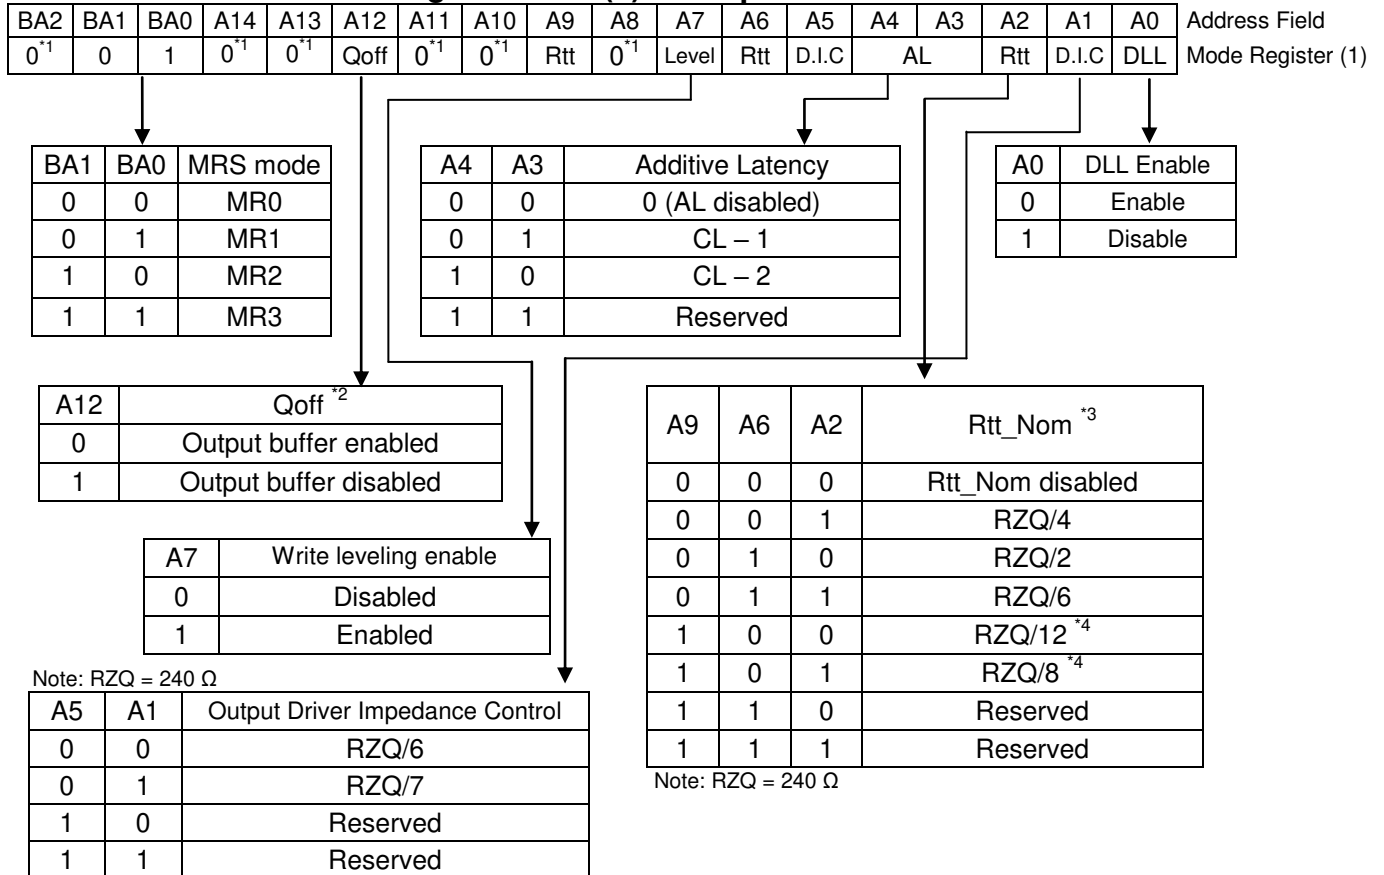 BA2 BA1 BA0 A14 A13 A12 A11 A10 A9 A8 A7 A6 A5 A4 A3 A2 A1 A0 Address Field
0*1 0 1 0*1 0*1 Qoff 0*1 0*1 Rtt 0*1 Level Rtt D.I.C AL Rtt D.I.C DLL Mode Register (1)
BA1 BA0 MRS mode
0 0 MR0
0 1 MR1
1 0 MR2
1 1 MR3
A4 A3 Additive Latency
0 0 0 (AL disabled)
0 1 CL – 1
1 0 CL – 2
1 1 Reserved
A0 DLL Enable
0 Enable
1 Disable
A12 Qoff *2
0 Output buffer enabled
1 Output buffer disabled
A7 Write leveling enable
0 Disabled
1 Enabled
Note: RZQ = 240 Ω
A5 A1 Output Driver Impedance Control
0 0 RZQ/6
0 1 RZQ/7
1 0 Reserved
1 1 Reserved
A9 A6 A2 Rtt_Nom *3
0 0 0 Rtt_Nom disabled
0 0 1 RZQ/4
0 1 0 RZQ/2
0 1 1 RZQ/6
1 0 0 RZQ/12 *4
1 0 1 RZQ/8 *4
1 1 0 Reserved
1 1 1 Reserved
Note: RZQ = 240 Ω